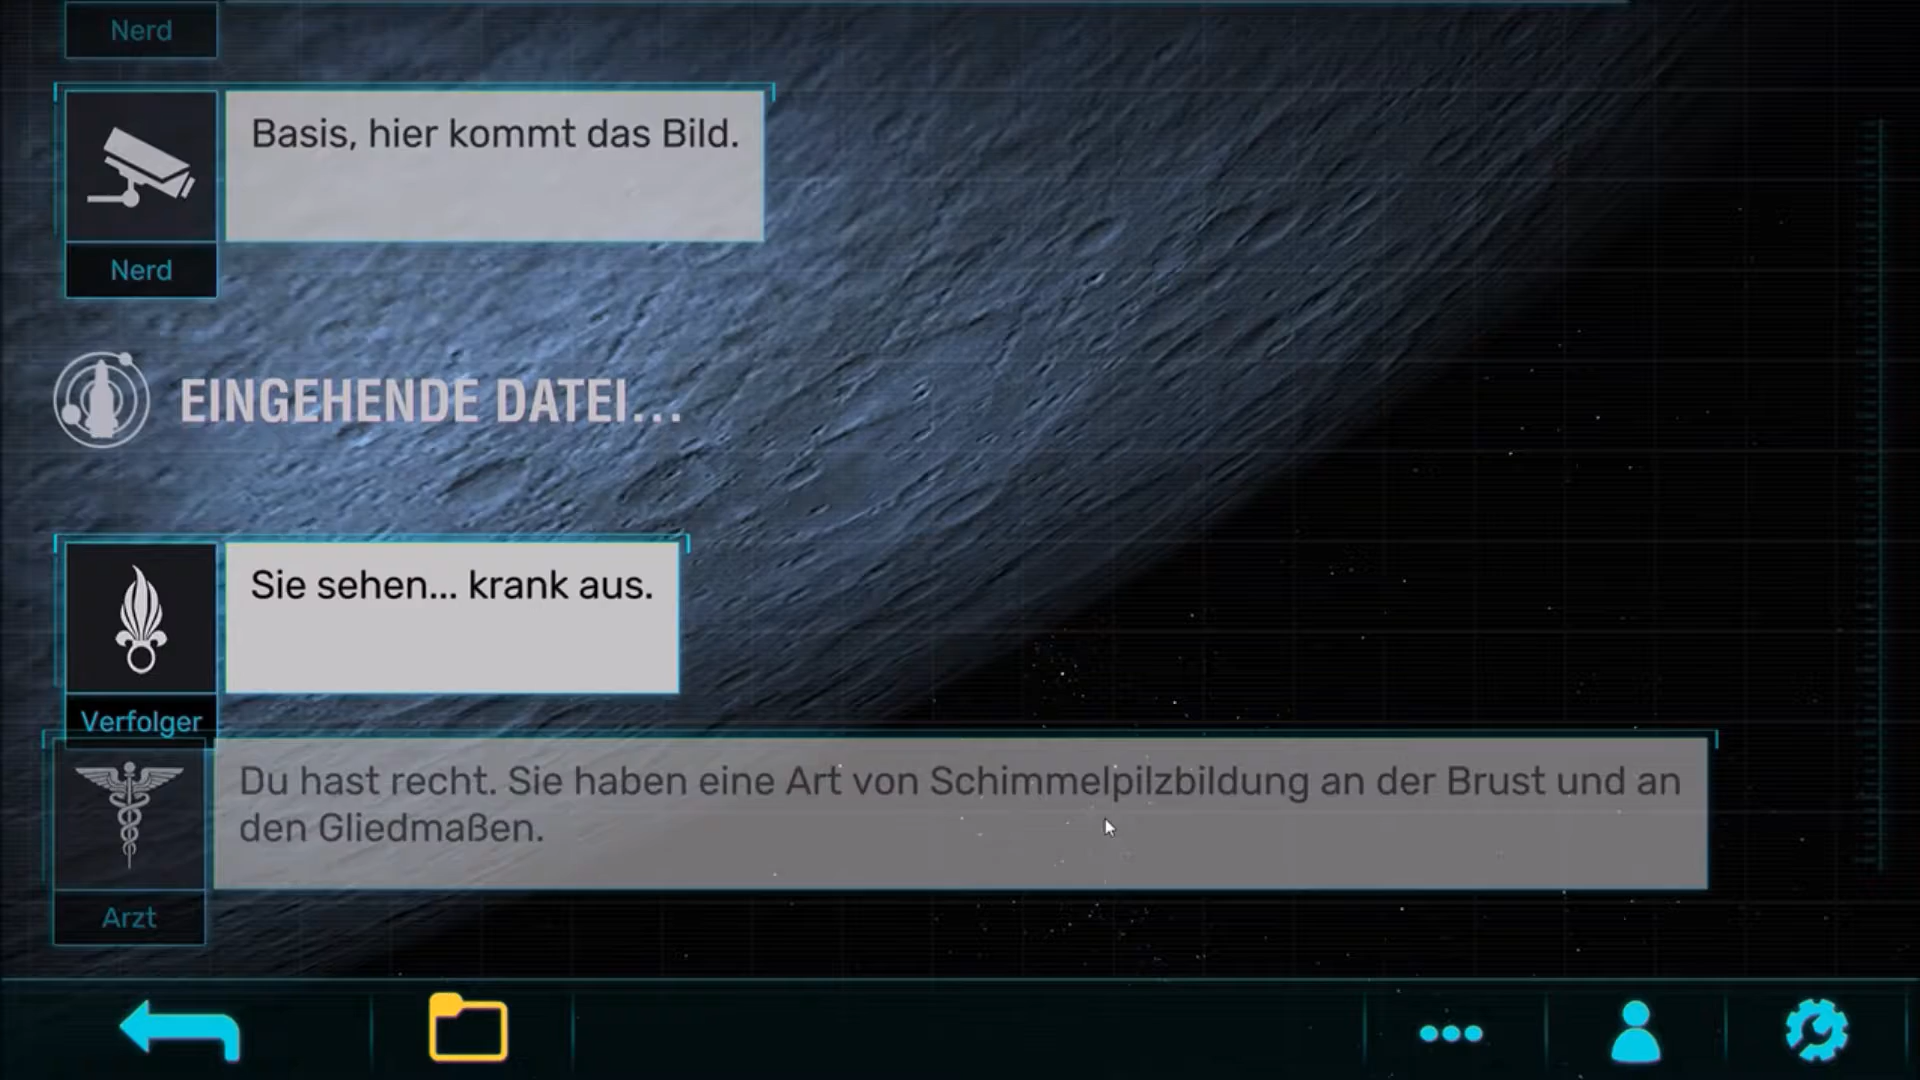 Nerd
Basis, hier kommt das Bild.
Nerd
EINGEHENDE DATEI...
Sie sehen... krank aus.
Verfolger
Du hast recht. Sie haben eine Art von Schimmelpilzbildung an der Brust und an
den Gliedmaßen.
Arzt